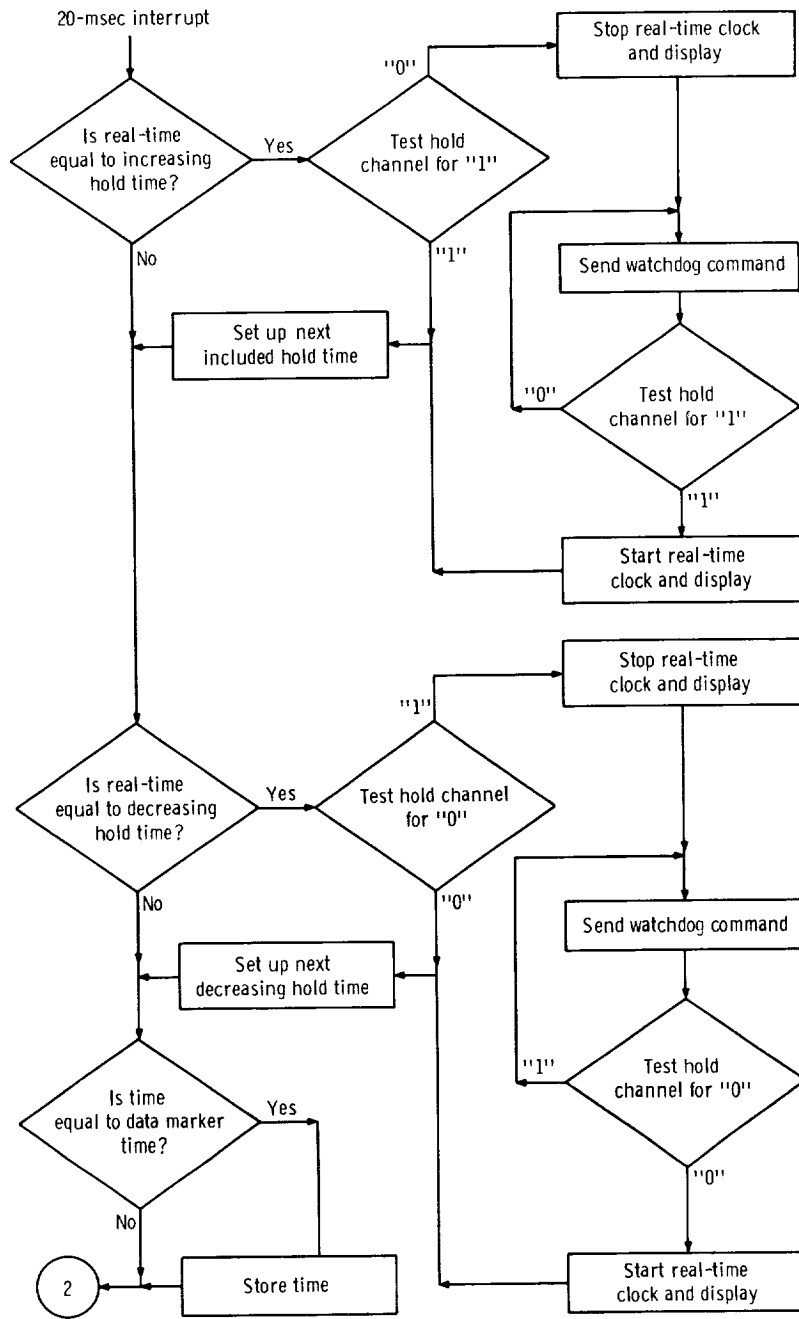 20-msec interrupt
Is real-time
equal to increasing
hold time?
Yes
No
Test hold
channel for "1"
"0"
"1"
Stop real-time clock
and display
Send watchdog command
Test hold
channel for "1"
"0"
"1"
Start real-time
clock and display
Set up next
included hold time
Is real-time
equal to decreasing
hold time?
Yes
No
Test hold channel
for "0"
"1"
"0"
Stop real-time
clock and display
Send watchdog command
Test hold
channel for "0"
"1"
"0"
Start real-time
clock and display
Set up next
decreasing hold time
Is time
equal to data marker
time?
Yes
No
Store time
2